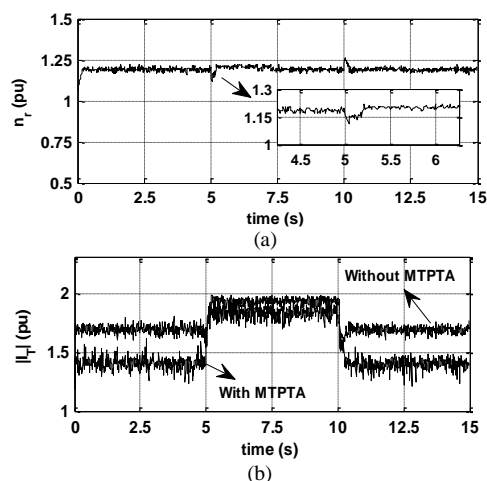 (a)
n_r (pu)
1.5
1.25
1
0.75
0.5
0 2.5 5 7.5 10 12.5 15
time (s)
1.3
1.15
1
4.5 5 5.5 6
(a)
(b)
|I_T| (pu)
2
1.5
1
0 2.5 5 7.5 10 12.5 15
time (s)
Without MTPTA
With MTPTA
(b)